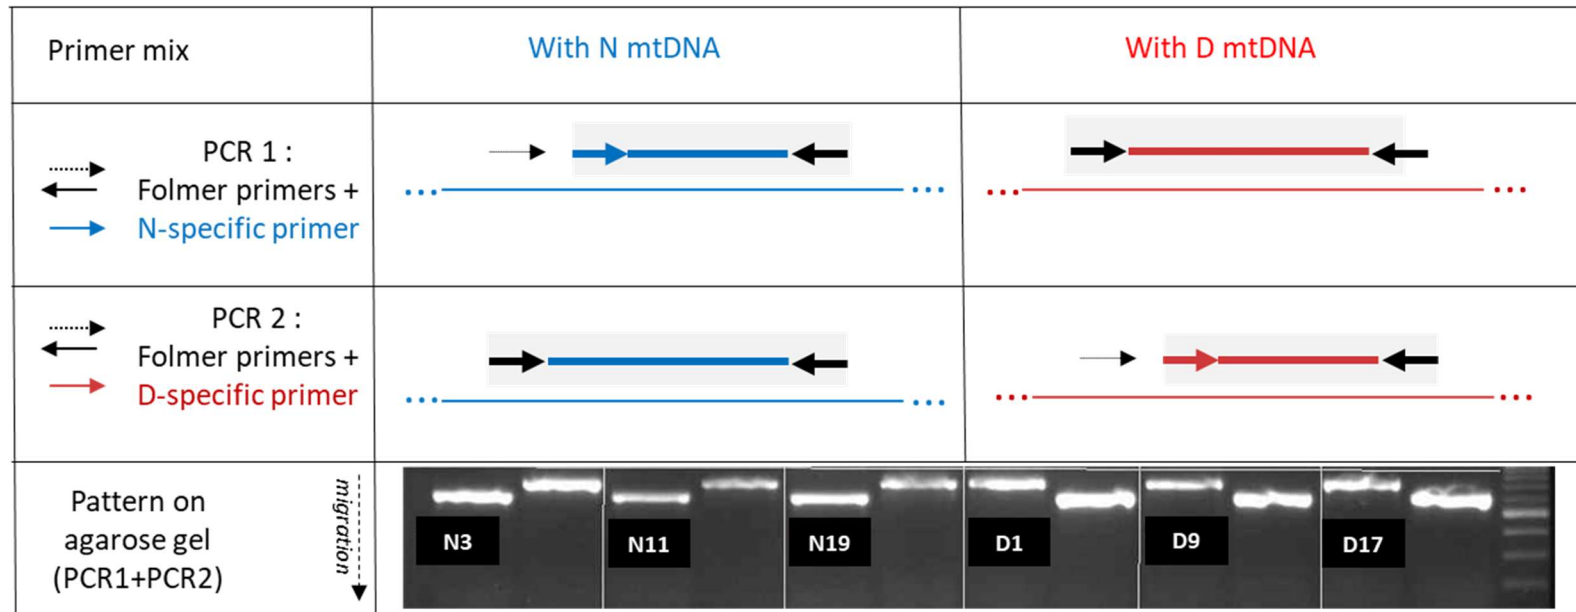 Primer mix
With N mtDNA
With D mtDNA
PCR 1 :
Folmer primers +
N-specific primer
PCR 2 :
Folmer primers +
D-specific primer
Pattern on
agarose gel
(PCR1+PCR2)
migration
N3
N11
N19
D1
D9
D17